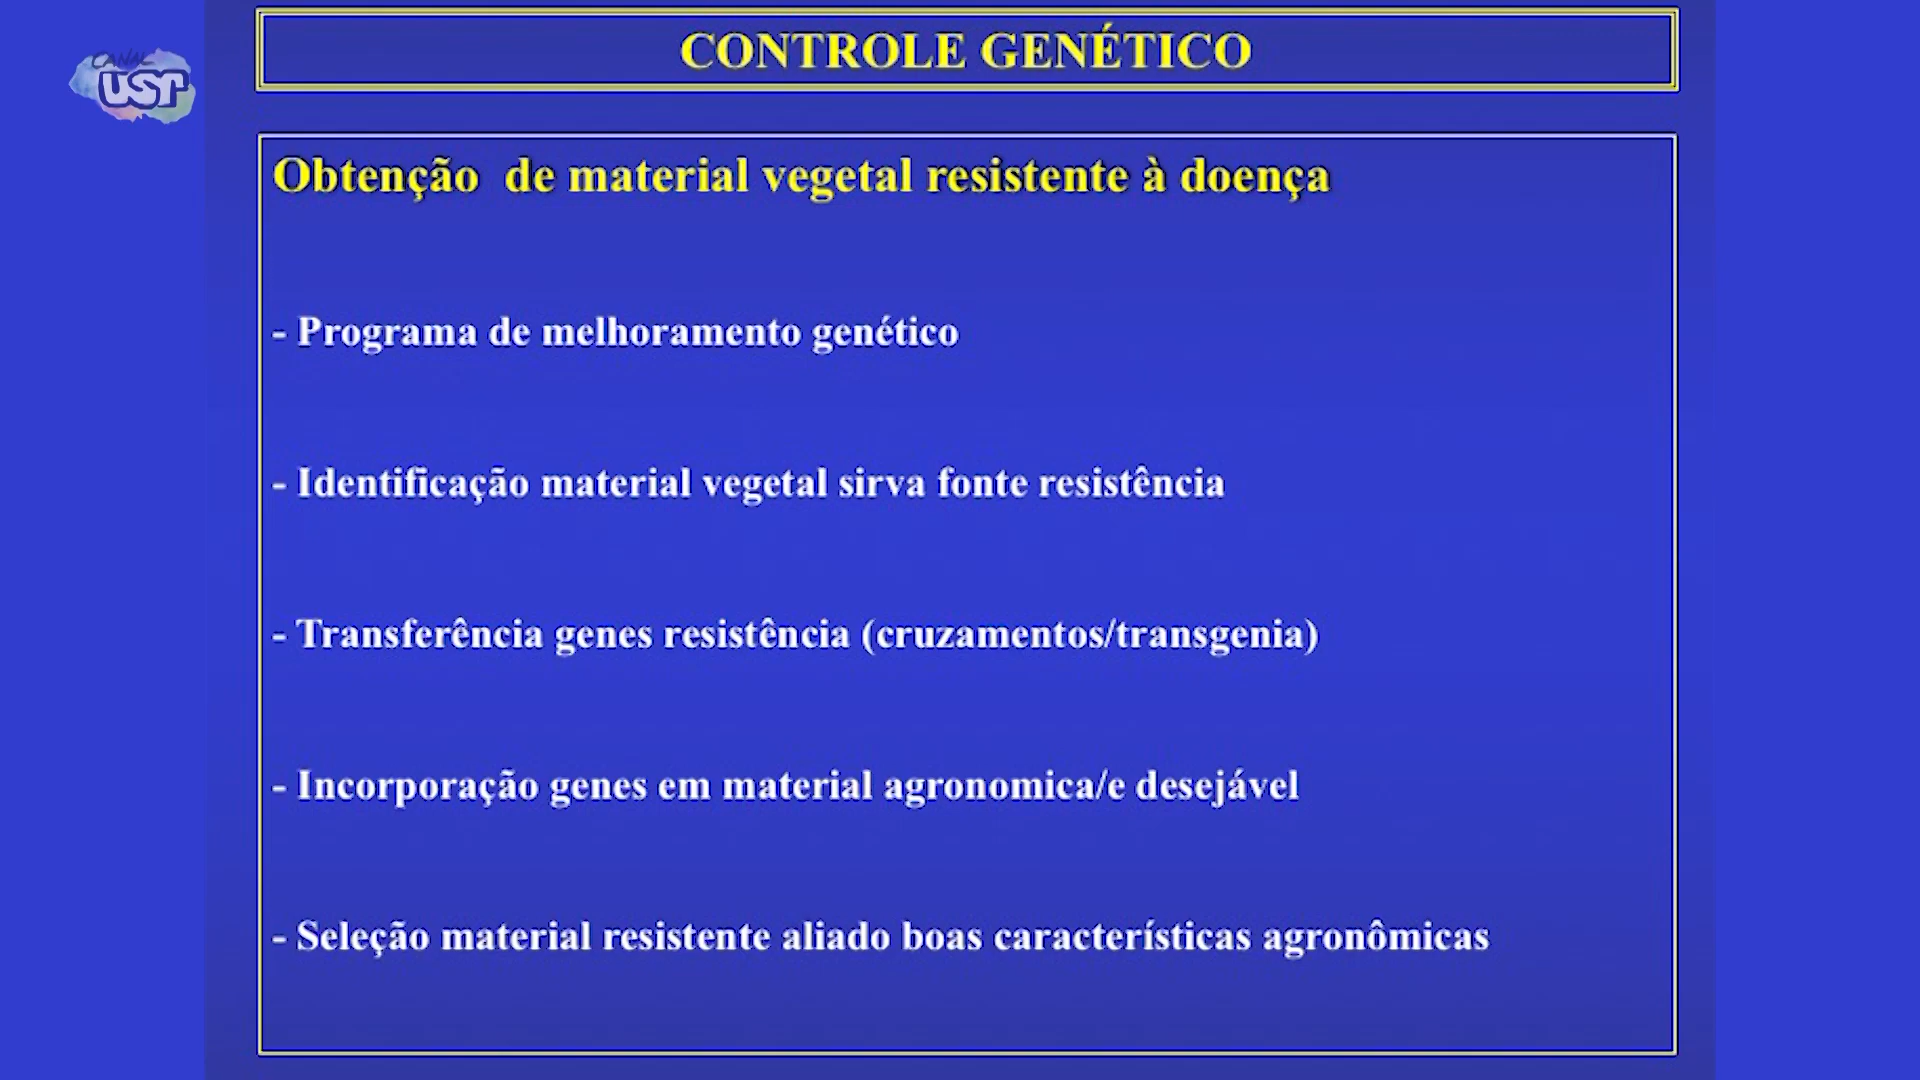 CONTROLE GENÉTICO
CANAL
USP
Obtenção de material vegetal resistente à doença
- Programa de melhoramento genético
- Identificação material vegetal sirva fonte resistência
- Transferência genes resistência (cruzamentos/transgenia)
- Incorporação genes em material agronomica/e desejável
- Seleção material resistente aliado boas características agronômicas